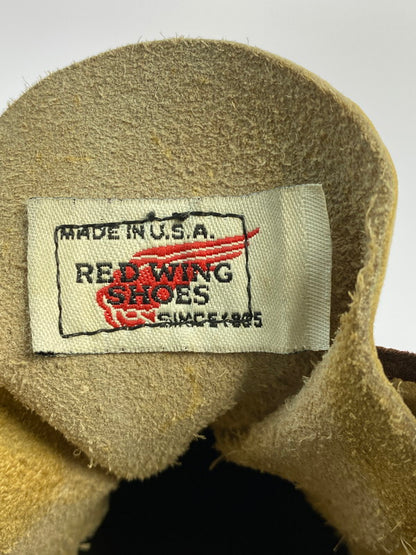 MADE IN U.S.A.
RED WING
SHOES
SINCE 1905